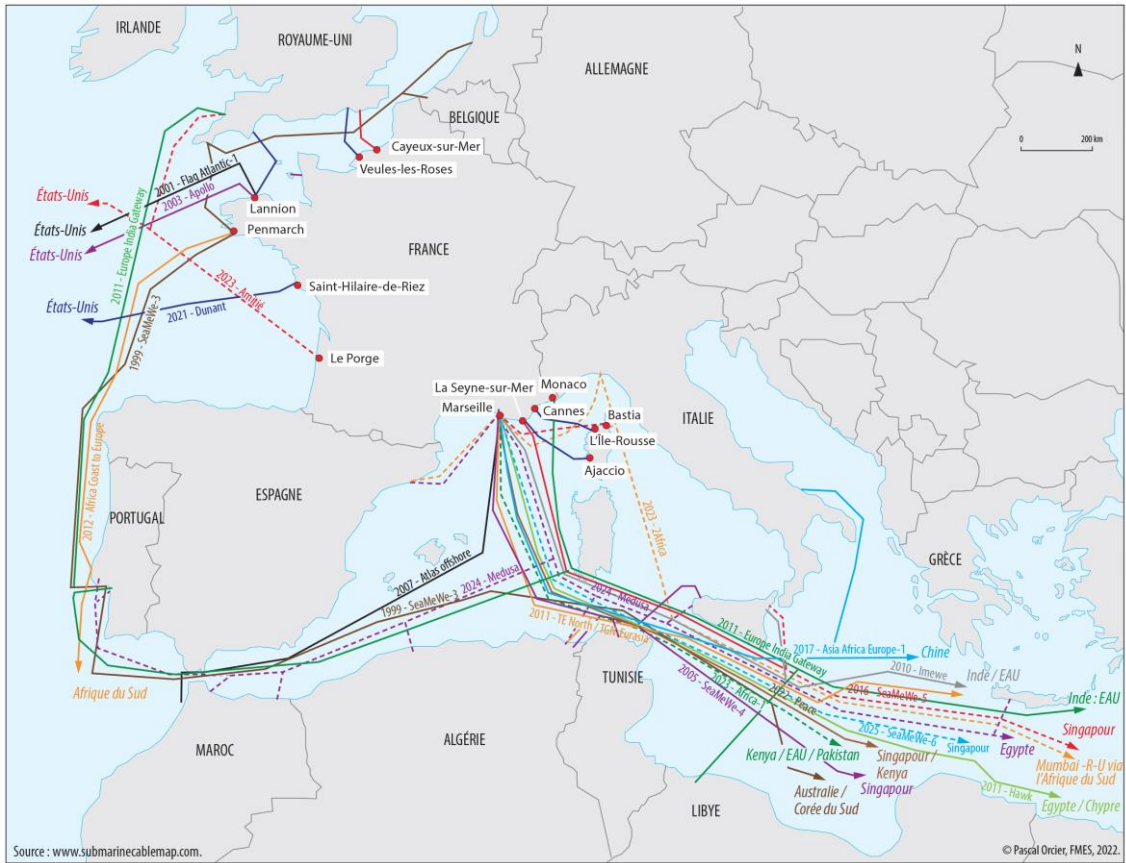 IRLANDE
ROYAUME-UNI
ALLEMAGNE
N
BELGIQUE
0
200 km
Cayeux-sur-Mer
Veules-les-Roses
2001 - Flag Atlantic-1
États-Unis
2003 - Apollo
Lannion
États-Unis
Penmarch
États-Unis
FRANCE
2011 - Europe India Gateway
2023 - Amitié
Saint-Hilaire-de-Riez
États-Unis
2021 - Dunant
1999 - SeaMeWe-3
Le Porge
La Seyne-sur-Mer
Monaco
Marseille
Cannes
Bastia
ITALIE
L'Île-Rousse
Ajaccio
2012 - Africa Coast to Europe
ESPAGNE
PORTUGAL
2023 - 2Africa
GRÈCE
2007 - Atlas offshore
2024 - Medusa
1999 - SeaMeWe-3
2024 - Medusa
2011 - TE North / TGN Eurasia
2011 - Europe India Gateway
2017 - Asia Africa Europe-1
Chine
2010 - Imewe
Inde / EAU
Afrique du Sud
TUNISIE
2005 - SeaMeWe-4
2023 - Africa-1
2022 - Peace
2016 - SeaMeWe-5
Inde : EAU
2025 - SeaMeWe-6
Singapour
Egypte
Singapour
MAROC
ALGÉRIE
Kenya / EAU / Pakistan
Singapour /
Kenya
Singapour
Mumbai -R-U via
l'Afrique du Sud
Australie /
Corée du Sud
LIBYE
2011 - Hawk
Egypte / Chypre
Source : www.submarinecablemap.com.
© Pascal Orcier, FMES, 2022.